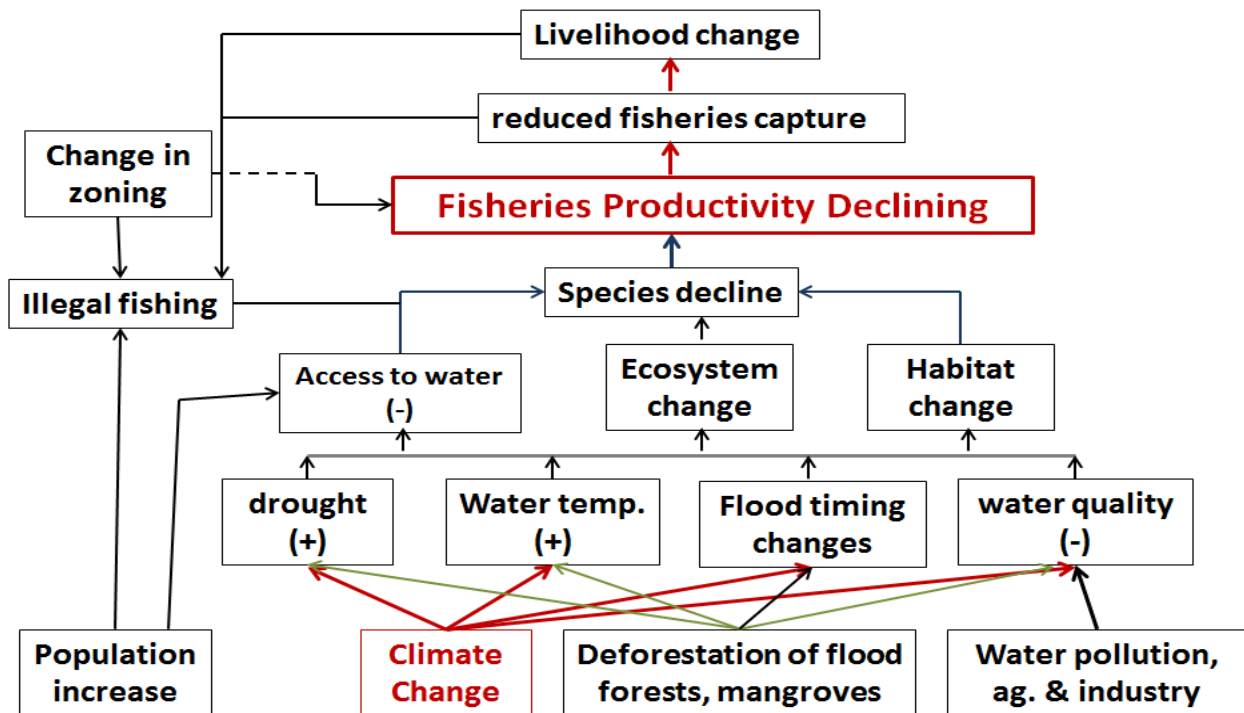 Livelihood change
reduced fisheries capture
Change in
zoning
Fisheries Productivity Declining
Illegal fishing
Species decline
Access to water
(-)
Ecosystem
change
Habitat
change
drought
(+)
Water temp.
(+)
Flood timing
changes
water quality
(-)
Population
increase
Climate
Change
Deforestation of flood
forests, mangroves
Water pollution,
ag. & industry